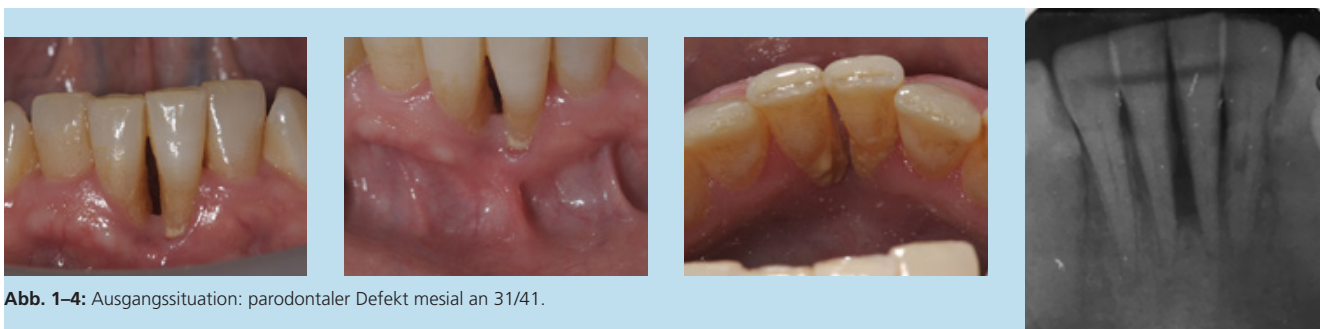 Abb. 1–4: Ausgangssituation: parodontaler Defekt mesial an 31/41.